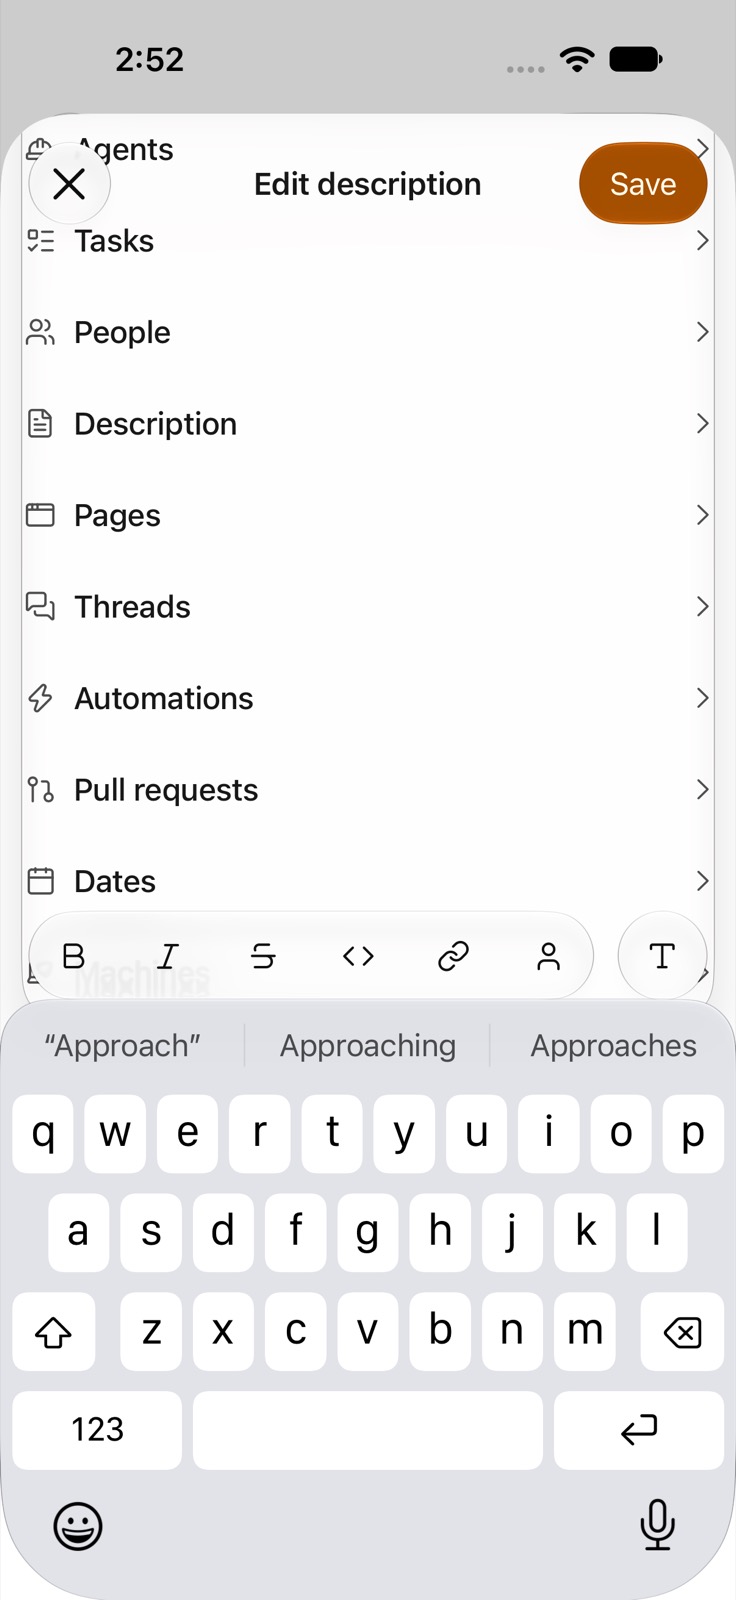 2:52
Agents
Edit description
Save
Tasks
People
Description
Pages
Threads
Automations
Pull requests
Dates
B I S <> T
Machines
“Approach” Approaching Approaches
q w e r t y u i o p
a s d f g h j k l
z x c v b n m
123